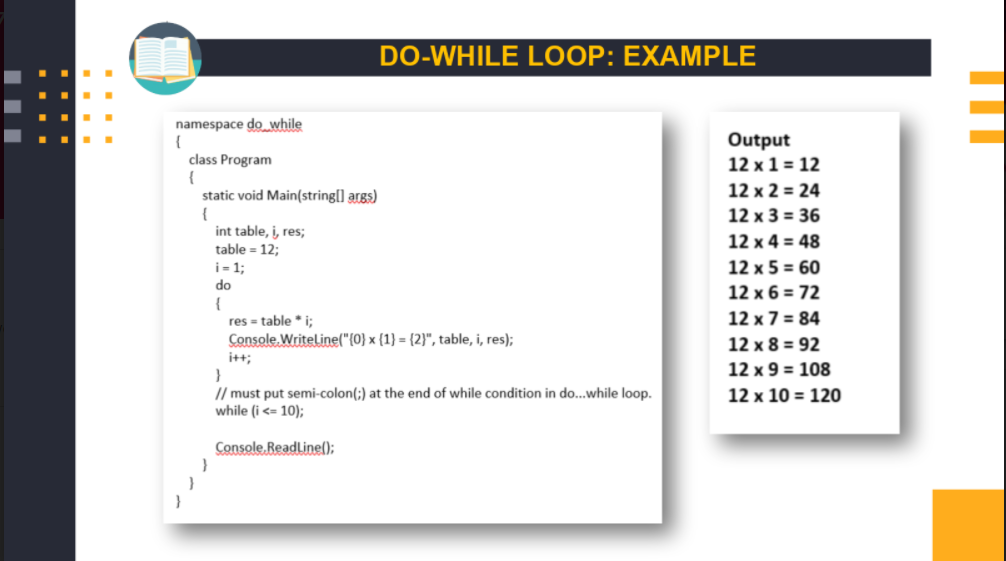 DO-WHILE LOOP: EXAMPLE
namespace do_while
{
class Program
{
static void Main(string[] args)
{
int table, i, res;
table = 12;
i = 1;
do
{
res = table * i;
Console.WriteLine("{0} x {1} = {2}", table, i, res);
i++;
}
// must put semi-colon(;) at the end of while condition in do...while loop.
while (i <= 10);
Console.ReadLine();
}
}
}
Output
12 x 1 = 12
12 x 2 = 24
12 x 3 = 36
12 x 4 = 48
12 x 5 = 60
12 x 6 = 72
12 x 7 = 84
12 x 8 = 92
12 x 9 = 108
12 x 10 = 120